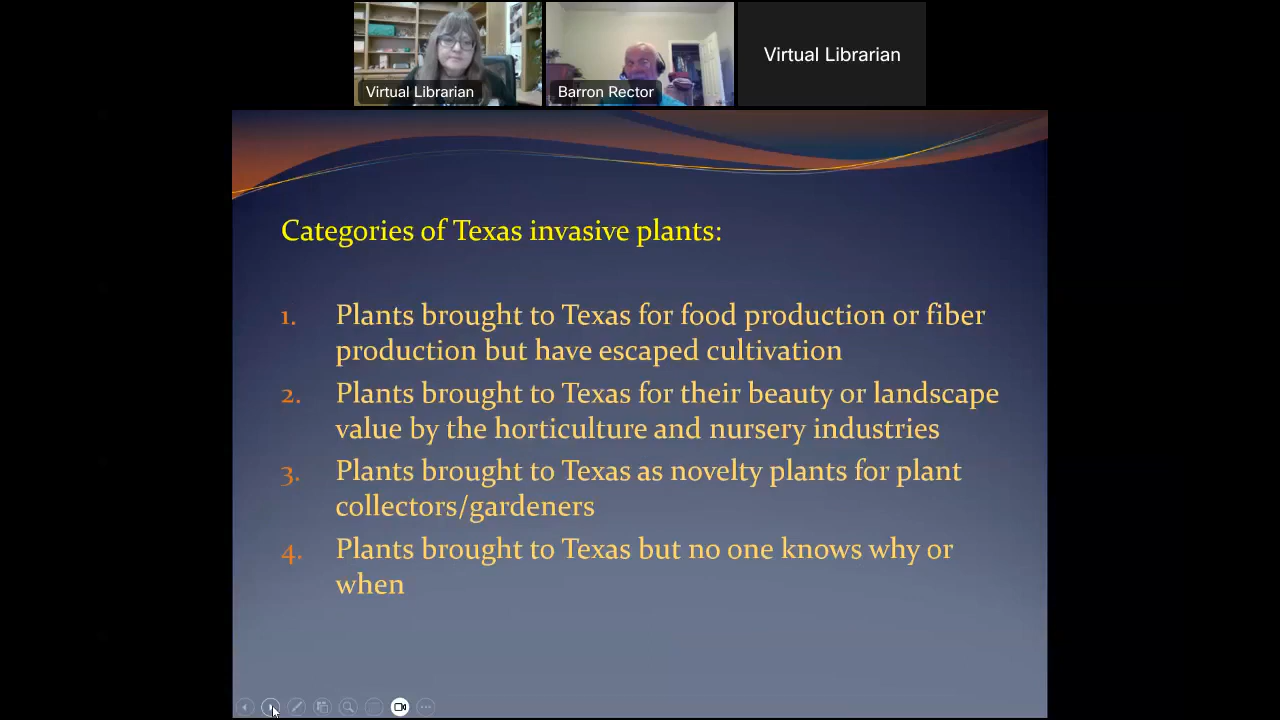 Virtual Librarian
Barron Rector
Virtual Librarian
Categories of Texas invasive plants:
1. Plants brought to Texas for food production or fiber
production but have escaped cultivation
2. Plants brought to Texas for their beauty or landscape
value by the horticulture and nursery industries
3. Plants brought to Texas as novelty plants for plant
collectors/gardeners
4. Plants brought to Texas but no one knows why or
when